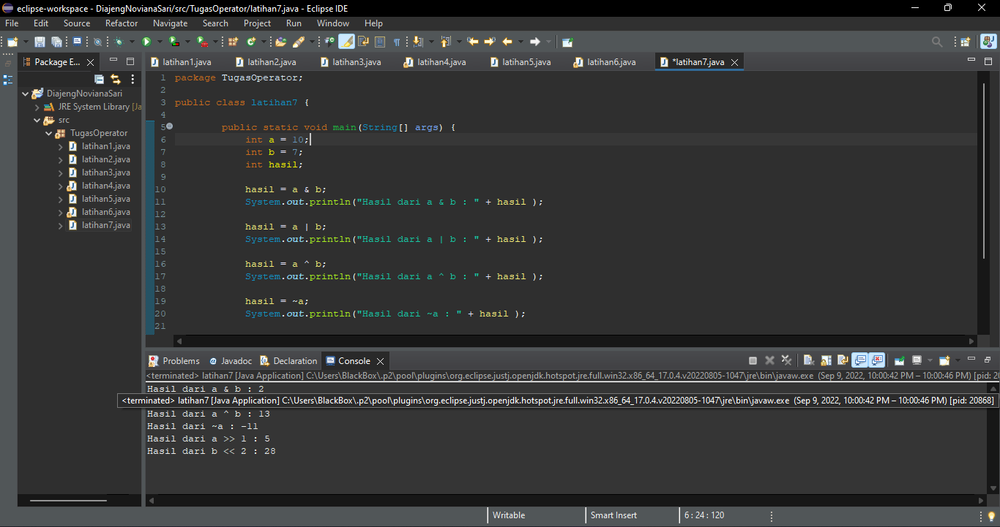 eclipse-workspace - DiajengNovianaSari/src/TugasOperator/latihan7.java - Eclipse IDE
File Edit Source Refactor Navigate Search Project Run Window Help
Package E...
latihan1.java latihan2.java latihan3.java latihan4.java latihan5.java latihan6.java *latihan7.java
DiajengNovianaSari
JRE System Library [Ja
src
TugasOperator
latihan1.java
latihan2.java
latihan3.java
latihan4.java
latihan5.java
latihan6.java
latihan7.java
1 package TugasOperator;
2
3 public class latihan7 {
4
5 public static void main(String[] args) {
6 int a = 10;
7 int b = 7;
8 int hasil;
9
10 hasil = a & b;
11 System.out.println("Hasil dari a & b : " + hasil );
12
13 hasil = a | b;
14 System.out.println("Hasil dari a | b : " + hasil );
15
16 hasil = a ^ b;
17 System.out.println("Hasil dari a ^ b : " + hasil );
18
19 hasil = ~a;
20 System.out.println("Hasil dari ~a : " + hasil );
21
Problems Javadoc Declaration Console
<terminated> latihan7 [Java Application] C:\Users\BlackBox\.p2\pool\plugins\org.eclipse.justj.openjdk.hotspot.jre.full.win32.x86_64_17.0.4.v20220805-1047\jre\bin\javaw.exe (Sep 9, 2022, 10:00:42 PM – 10:00:46 PM) [pid: 2
Hasil dari a & b : 2
<terminated> latihan7 [Java Application] C:\Users\BlackBox\.p2\pool\plugins\org.eclipse.justj.openjdk.hotspot.jre.full.win32.x86_64_17.0.4.v20220805-1047\jre\bin\javaw.exe (Sep 9, 2022, 10:00:42 PM – 10:00:46 PM) [pid: 20868]
Hasil dari a ^ b : 13
Hasil dari ~a : -11
Hasil dari a >> 1 : 5
Hasil dari b << 2 : 28
Writable Smart Insert 6 : 24 : 120